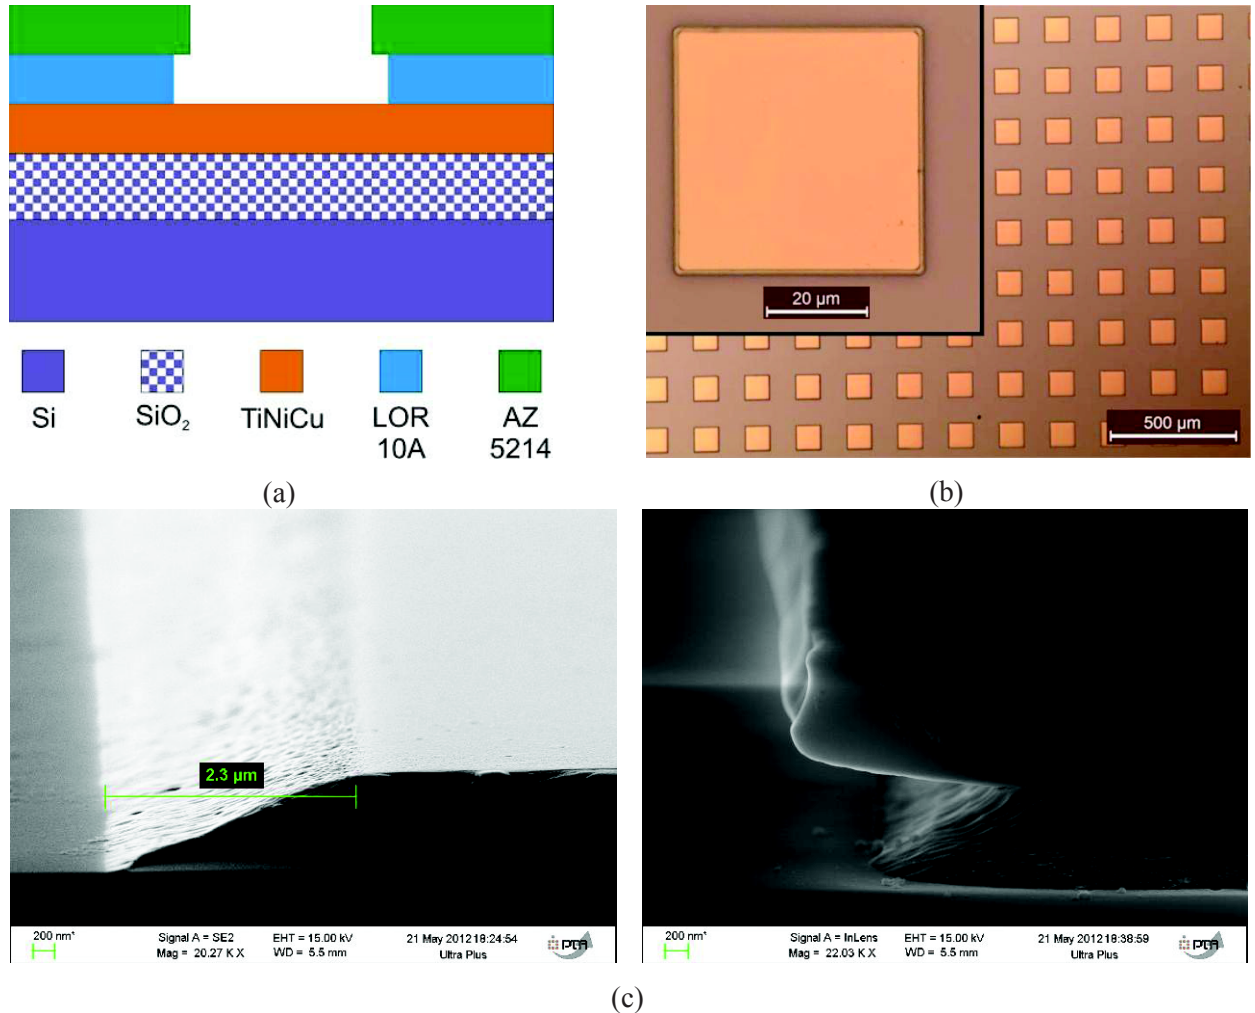 Si
SiO₂
TiNiCu
LOR
10A
AZ
5214
(a)
20 µm
500 µm
(b)
2.3 µm
200 nm*
Signal A = SE2
Mag = 20.27 K X
EHT = 15.00 kV
WD = 5.5 mm
21 May 2012 18:24:54
Ultra Plus
PTA
200 nm*
Signal A = InLens
Mag = 22.03 K X
EHT = 15.00 kV
WD = 5.5 mm
21 May 2012 18:38:59
Ultra Plus
PTA
(c)